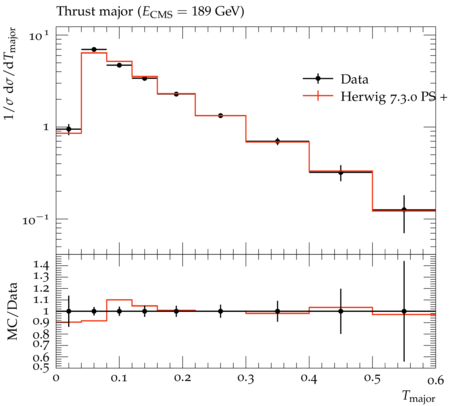 Thrust major (E_CMS = 189 GeV)
1/σ dσ/dT_major
10^1
1
10^−1
Data
Herwig 7.3.0 PS +
MC/Data
1.4
1.3
1.2
1.1
1
0.9
0.8
0.7
0.6
0.5
0 0.1 0.2 0.3 0.4 0.5 0.6
T_major